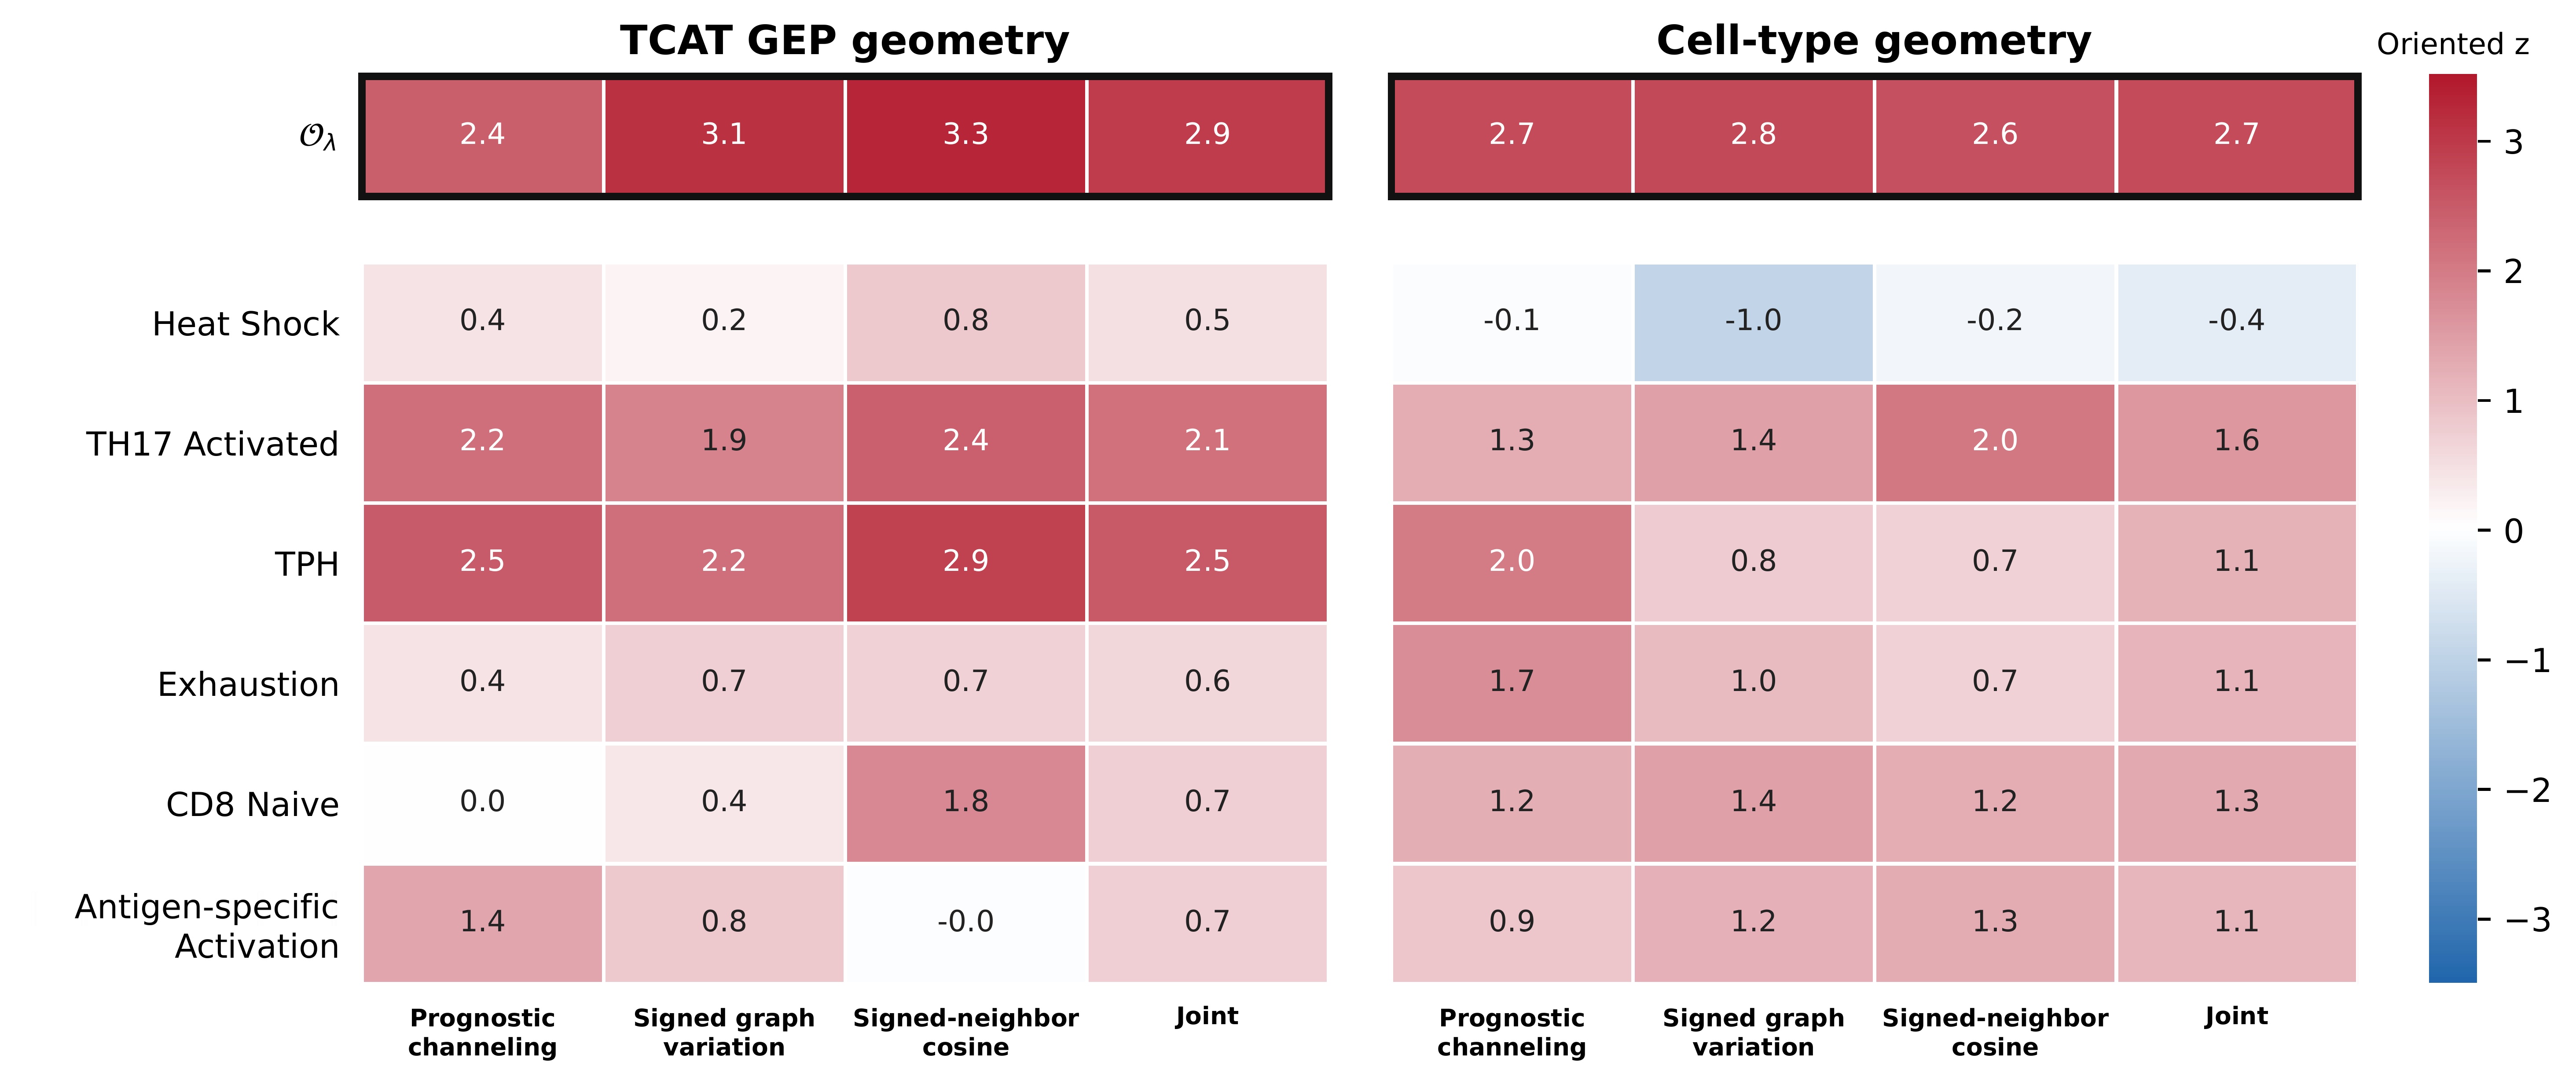 TCAT GEP geometry
Cell-type geometry
Oriented z
𝒪λ
2.4 3.1 3.3 2.9
2.7 2.8 2.6 2.7
Heat Shock
0.4 0.2 0.8 0.5
-0.1 -1.0 -0.2 -0.4
TH17 Activated
2.2 1.9 2.4 2.1
1.3 1.4 2.0 1.6
TPH
2.5 2.2 2.9 2.5
2.0 0.8 0.7 1.1
Exhaustion
0.4 0.7 0.7 0.6
1.7 1.0 0.7 1.1
CD8 Naive
0.0 0.4 1.8 0.7
1.2 1.4 1.2 1.3
Antigen-specific
Activation
1.4 0.8 -0.0 0.7
0.9 1.2 1.3 1.1
Prognostic
channeling
Signed graph
variation
Signed-neighbor
cosine
Joint
Prognostic
channeling
Signed graph
variation
Signed-neighbor
cosine
Joint
3
2
1
0
−1
−2
−3